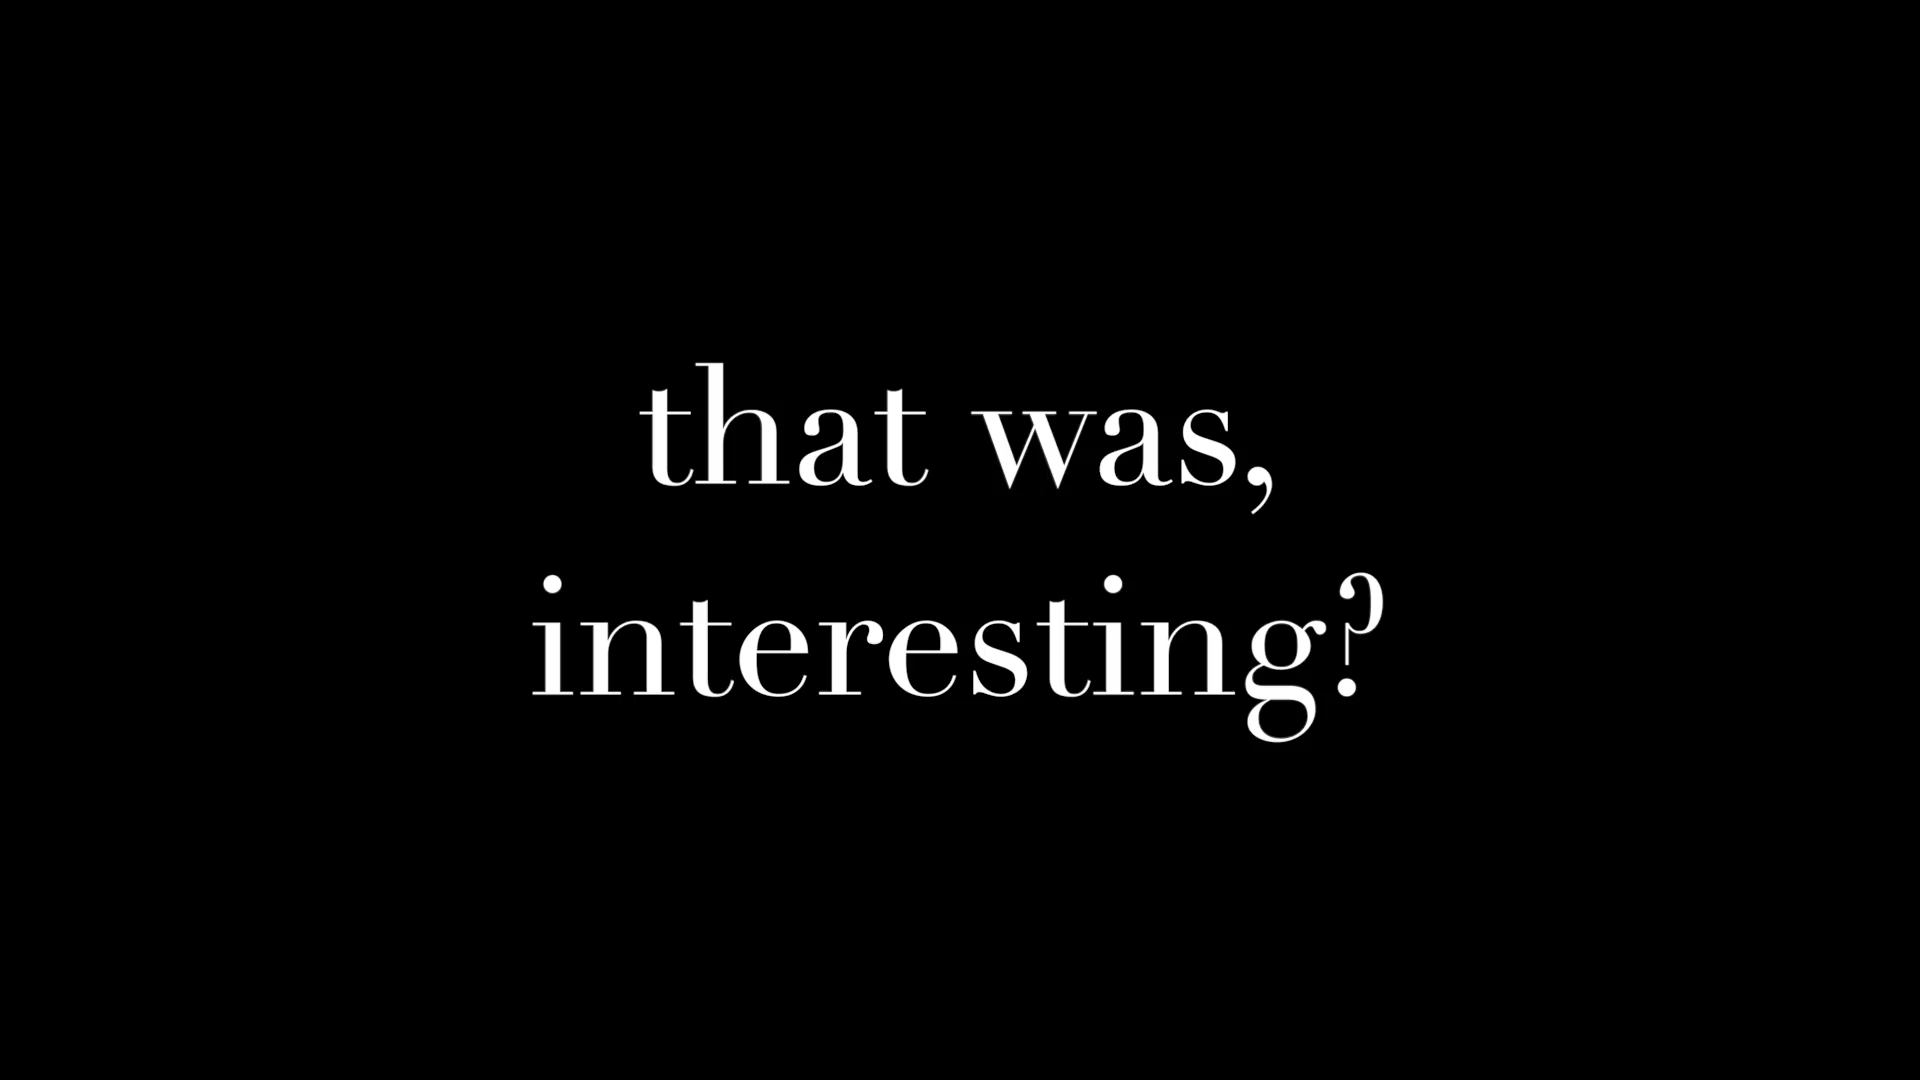 that was,
interesting?